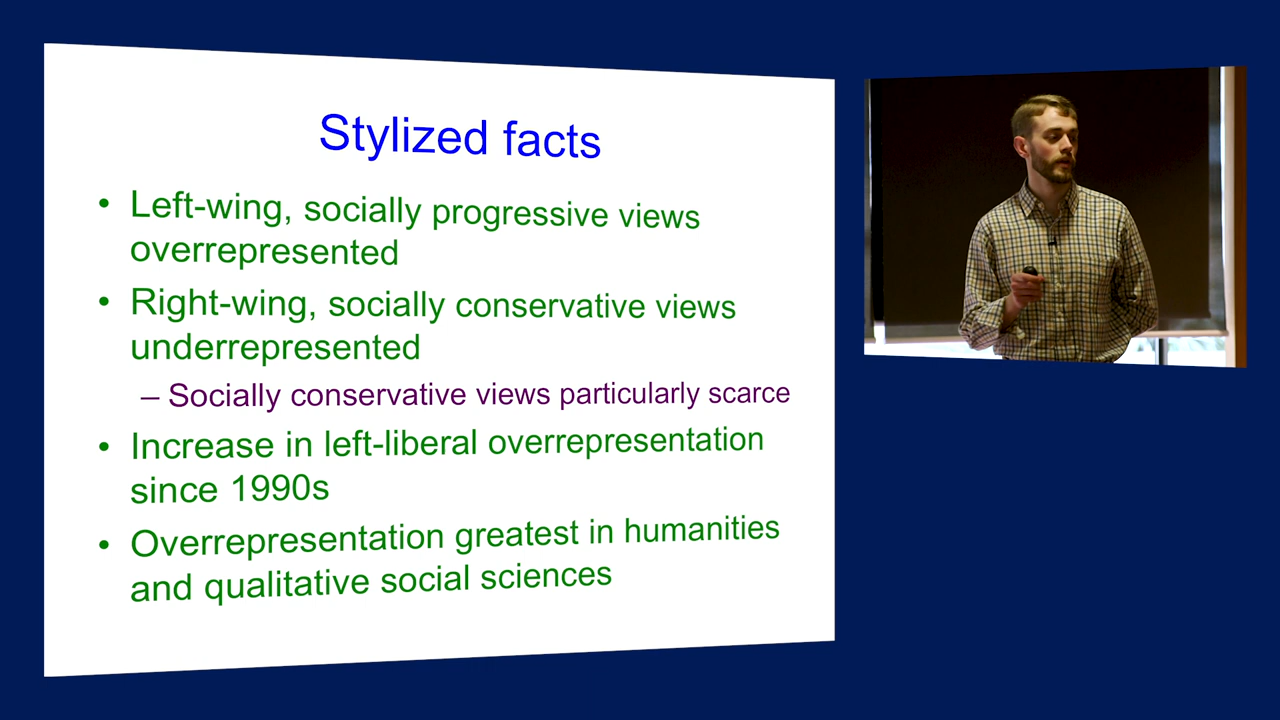 Stylized facts
• Left-wing, socially progressive views
overrepresented
• Right-wing, socially conservative views
underrepresented
– Socially conservative views particularly scarce
• Increase in left-liberal overrepresentation
since 1990s
• Overrepresentation greatest in humanities
and qualitative social sciences